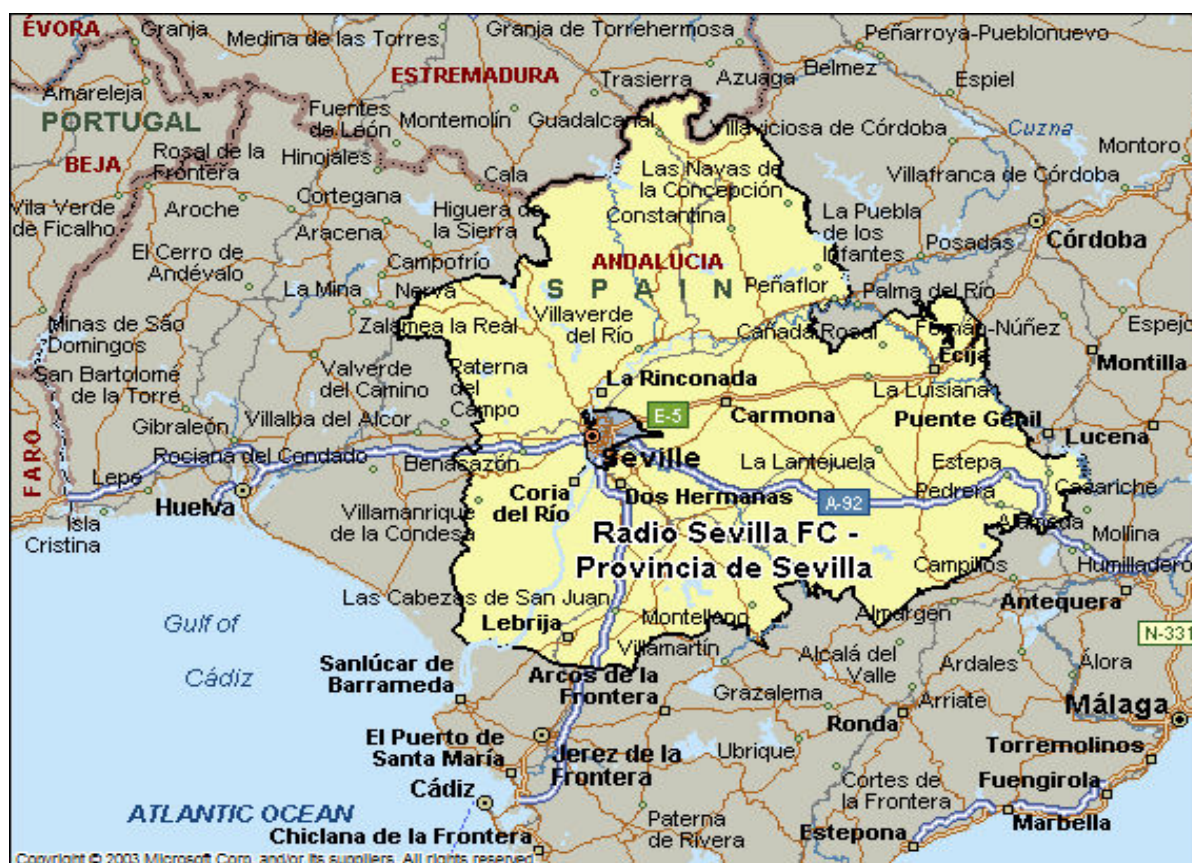 ÉVORA
Granja
Medina de las Torres
Granja de Torrehermosa
Peñarroya-Pueblonuevo
ESTREMADURA
Trasierra
Azuaga
Belmez
Espiel
Amareleja
PORTUGAL
Fuentes
de León
Montemolín
Guadalcanal
Villaviciosa de Córdoba
Cuzna
BEJA
Rosal de la
Frontera
Hinojales
Cala
Las Navas de
la Concepción
Montoro
Villafranca de Córdoba
Vila Verde
de Ficalho
Aroche
Cortegana
Higuera de
la Sierra
Constantina
La Puebla
de los
Infantes
Aracena
Posadas
Córdoba
El Cerro de
Andévalo
Campofrío
ANDALUCIA
SPAIN
La Mina
Nerva
Peñaflor
Palma del Río
Minas de São
Domingos
Zalamea la Real
Villaverde
del Río
Cañada Rosal
Fernán-Núñez
Espejo
Ecija
Montilla
San Bartolomé
de la Torre
Valverde
del Camino
Paterna
del
Campo
La Rinconada
La Luisiana
Carmona
E-5
Puente Genil
Lucena
Gibraleón
Villalba del Alcor
FARO
Lepe
Rociana del Condado
Benacazón
Seville
La Lantejuela
Estepa
Huelva
Coria
del Río
Dos Hermanas
A-92
Pedrera
Cazariche
Isla
Cristina
Villamanrique
de la Condesa
Alameda
Mollina
Radio Sevilla FC -
Provincia de Sevilla
Campillos
Humilladero
Las Cabezas de San Juan
Montellano
Almargen
Antequera
Gulf of
Cádiz
Lebrija
N-331
Villamartín
Alcalá del
Valle
Ardales
Álora
Sanlúcar de
Barrameda
Arcos de la
Frontera
Grazalema
Ronda
Arriate
Málaga
El Puerto de
Santa María
Jerez de la
Frontera
Ubrique
Torremolinos
Cádiz
Cortes de
la Frontera
Fuengirola
ATLANTIC OCEAN
Paterna
de Rivera
Marbella
Chiclana de la Frontera
Estepona
Copyright © 2003 Microsoft Corp. and/or its suppliers. All rights reserved.